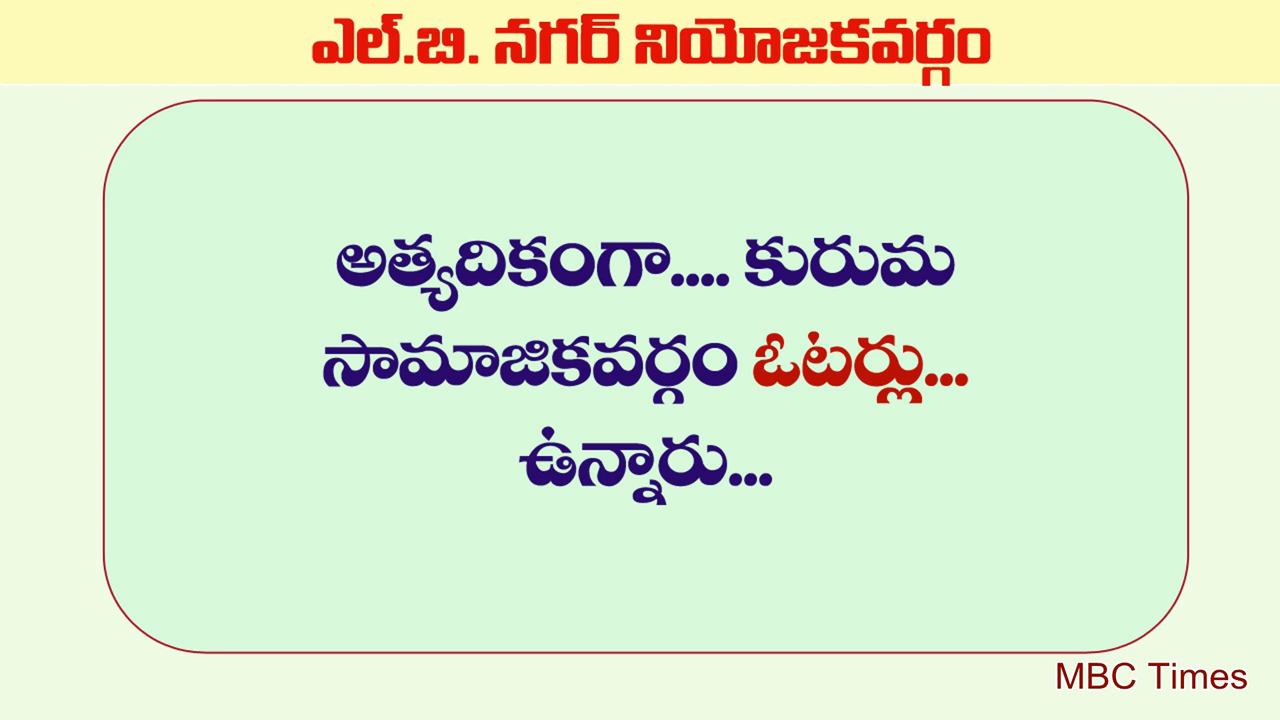 ఎల్.బి. నగర్ నియోజకవర్గం
అత్యదికంగా.... కురుమ
సామాజికవర్గం ఓటర్లు...
ఉన్నారు...
MBC Times